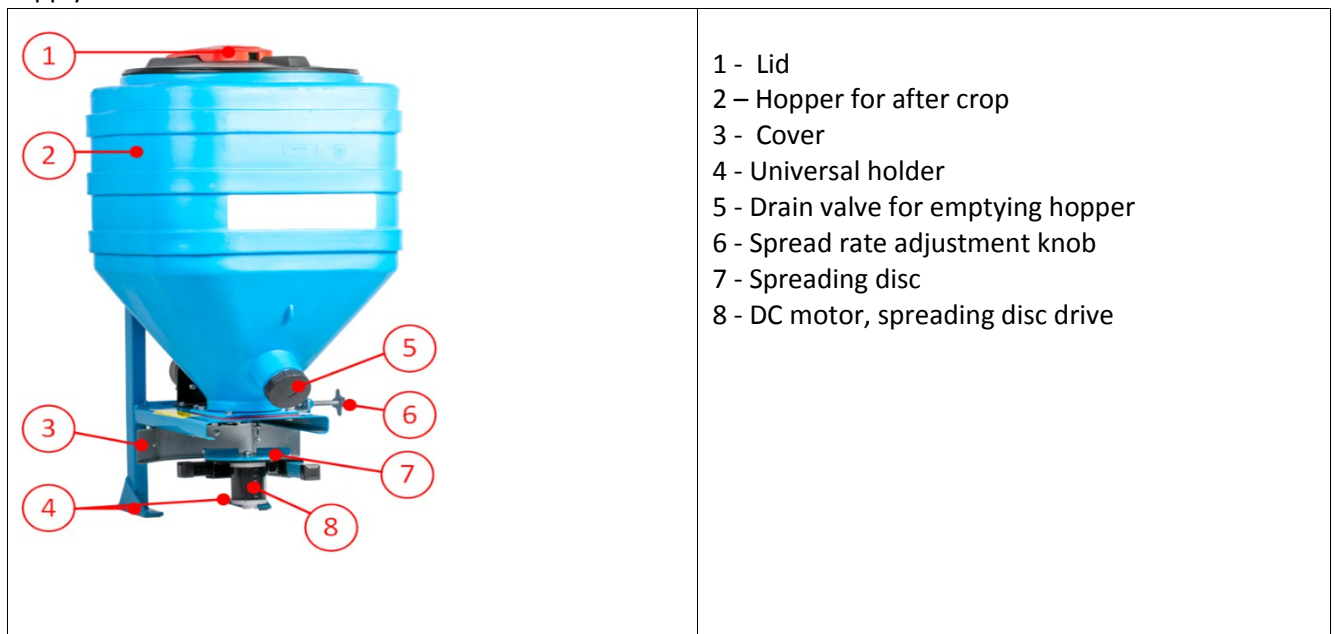 1
2
3
4
5
6
7
8
1 - Lid
2 – Hopper for after crop
3 - Cover
4 - Universal holder
5 - Drain valve for emptying hopper
6 - Spread rate adjustment knob
7 - Spreading disc
8 - DC motor, spreading disc drive